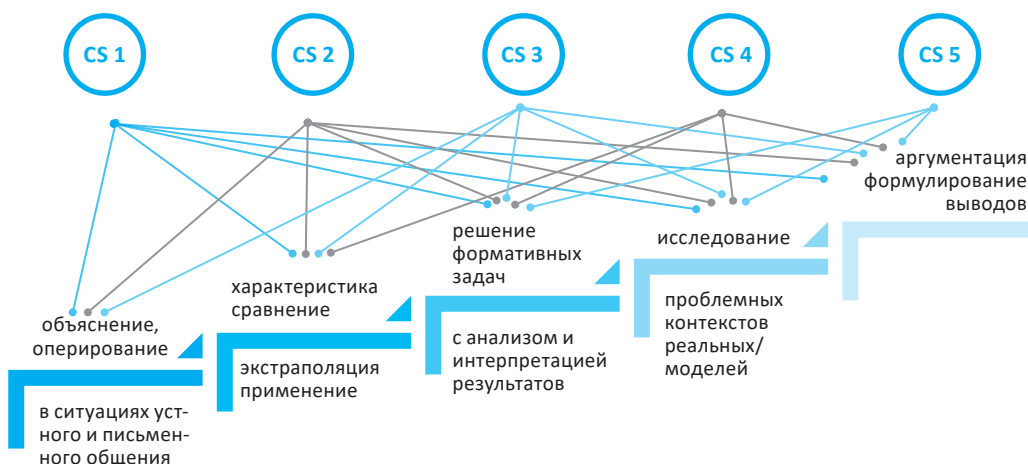 CS 1
CS 2
CS 3
CS 4
CS 5
объяснение,
оперирование
в ситуациях уст-
ного и письмен-
ного общения
характеристика
сравнение
экстраполяция
применение
решение
формативных
задач
с анализом и
интерпретацией
результатов
исследование
проблемных
контекстов
реальных/
моделей
аргументация
формулирование
выводов